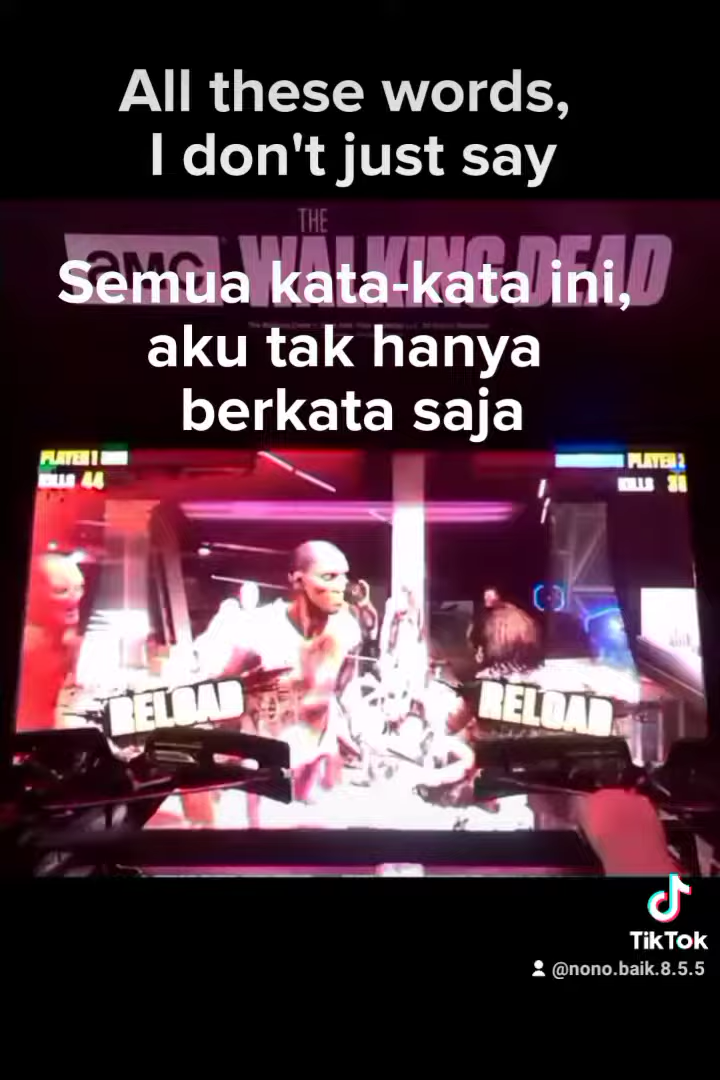 All these words,
I don't just say
THE
amc WALKING DEAD
Semua kata-kata ini,
aku tak hanya
berkata saja
PLAYER 1
PLAYER 2
KILLS 44
KILLS
RELOAD
RELOAD
TikTok
@nono.baik.8.5.5